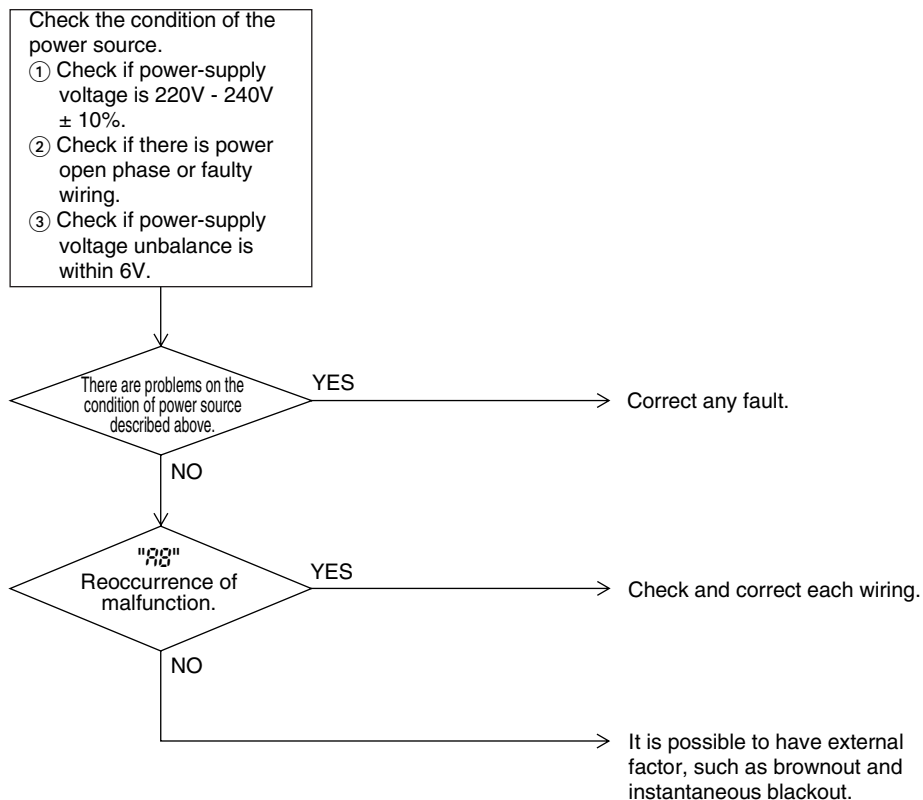 Check the condition of the
power source.
① Check if power-supply
voltage is 220V - 240V
± 10%.
② Check if there is power
open phase or faulty
wiring.
③ Check if power-supply
voltage unbalance is
within 6V.
There are problems on the
condition of power source
described above.
YES
Correct any fault.
NO
"A8"
Reoccurrence of
malfunction.
YES
Check and correct each wiring.
NO
It is possible to have external
factor, such as brownout and
instantaneous blackout.